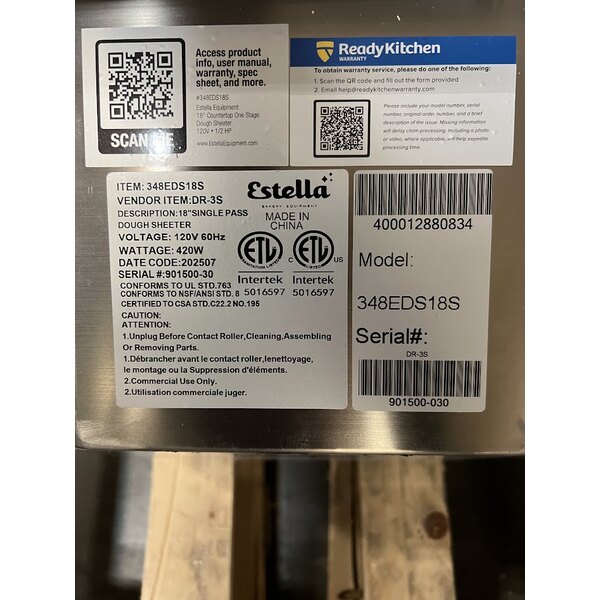 Access product
info, user manual,
warranty, spec
sheet, and more.
#348EDS18S
Estella Equipment
181 Countertop One Stage
Dough Sheeter
120V • 1/2 HP
www.EstellaEquipment.com
SCAN ME
ReadyKitchen
WARRANTY
To obtain warranty service, please do one of the following:
1. Scan the QR code and fill out the form provided
2. Email help@readykitchenwarranty.com
Please include your model number, serial
number, original order number, and a brief
description of the issue. Missing information
will delay claim processing. Including a photo
or video, where applicable, will help expedite
processing time.
ITEM: 348EDS18S
VENDOR ITEM:DR-3S
DESCRIPTION:18"SINGLE PASS
DOUGH SHEETER
VOLTAGE: 120V 60Hz
WATTAGE: 420W
DATE CODE:202507
SERIAL #:901500-30
CONFORMS TO UL STD.763
CONFORMS TO NSF/ANSI STD. 8
CERTIFIED TO CSA STD.C22.2 NO.195
CAUTION:
ATTENTION:
1.Unplug Before Contact Roller,Cleaning,Assembling
Or Removing Parts.
1.Débrancher avant le contact roller,lenettoyage,
le montage ou la Suppression d'éléments.
2.Commercial Use Only.
2.Utilisation commerciale juger.
Estella
BAKERY EQUIPMENT
MADE IN
CHINA
ETL ETL
C US
Intertek Intertek
5016597 5016597
400012880834
Model:
348EDS18S
Serial#:
DR-3S
901500-030